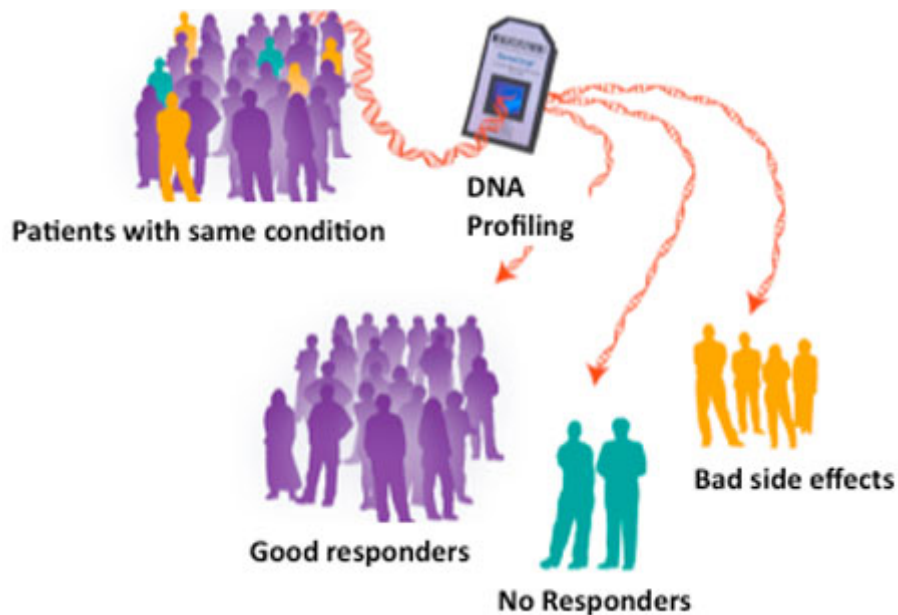 Patients with same condition
DNA
Profiling
Good responders
No Responders
Bad side effects